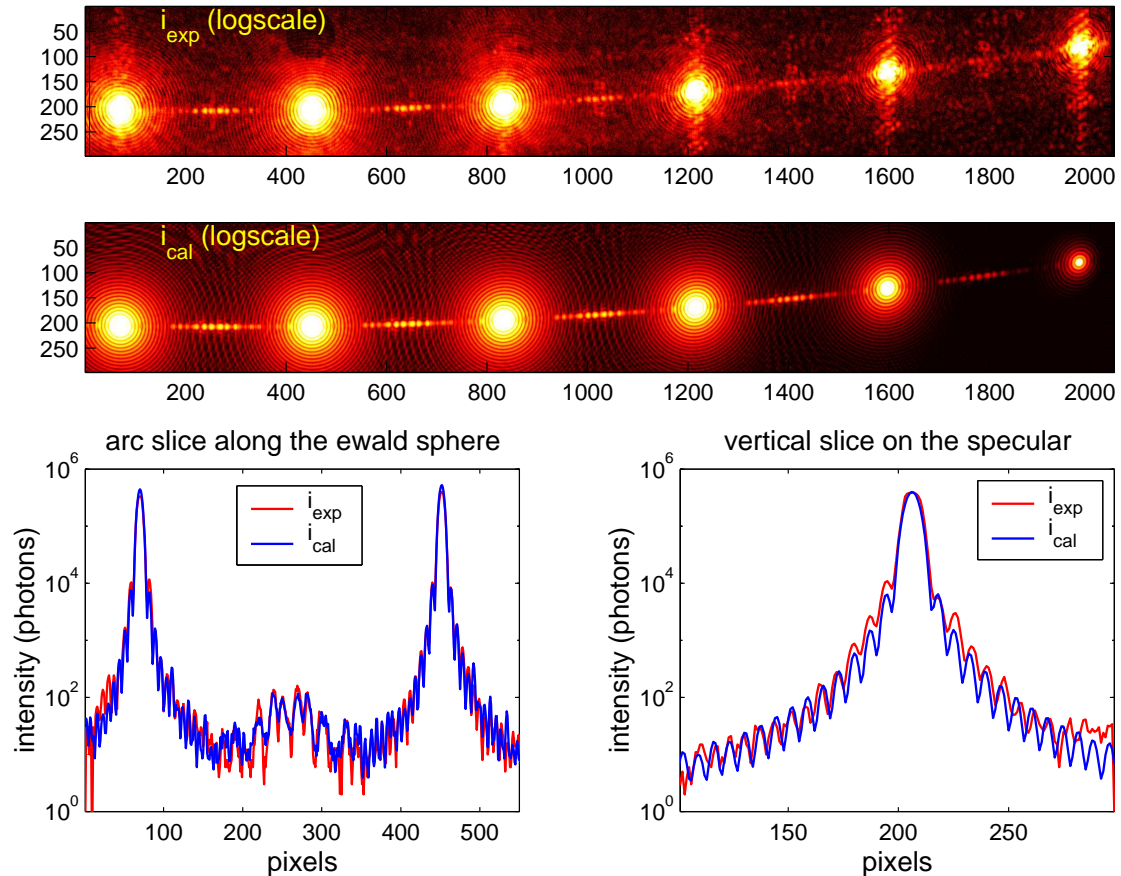 i_exp (logscale)
50
100
150
200
250
200 400 600 800 1000 1200 1400 1600 1800 2000
i_cal (logscale)
50
100
150
200
250
200 400 600 800 1000 1200 1400 1600 1800 2000
arc slice along the ewald sphere
10^6
10^4
10^2
10^0
intensity (photons)
i_exp
i_cal
100 200 300 400 500
pixels
vertical slice on the specular
10^6
10^4
10^2
10^0
intensity (photons)
i_exp
i_cal
150 200 250
pixels